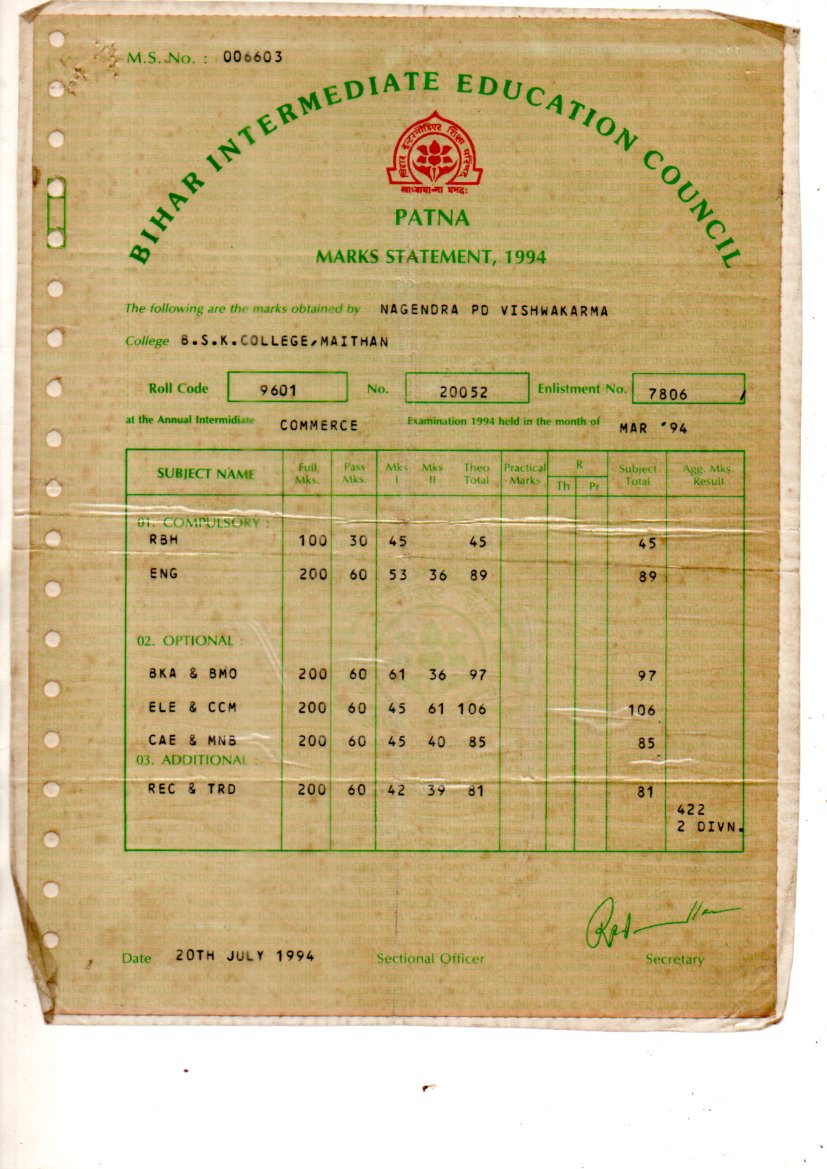 M.S. No. : 006603
BIHAR INTERMEDIATE EDUCATION COUNCIL
बिहार इन्टरमीडिएट शिक्षा परिषद्
PATNA
MARKS STATEMENT, 1994
The following are the marks obtained by NAGENDRA PD VISHWAKARMA
College B.S.K.COLLEGE,MAITHAN
Roll Code 9601 No. 20052 Enlistment No. 7806 /
at the Annual Intermidiate COMMERCE Examination 1994 held in the month of MAR '94
SUBJECT NAME Full Mks. Pass Mks. Mks I Mks II Theo Total Practical Marks R Th Pr Subject Total Agg. Mks. Result
01. COMPULSORY :
RBH 100 30 45 45 45
ENG 200 60 53 36 89 89
02. OPTIONAL :
BKA & BMO 200 60 61 36 97 97
ELE & CCM 200 60 45 61 106 106
CAE & MNB 200 60 45 40 85 85
03. ADDITIONAL :
REC & TRD 200 60 42 39 81 81
422
2 DIVN.
Date 20TH JULY 1994 Sectional Officer Secretary